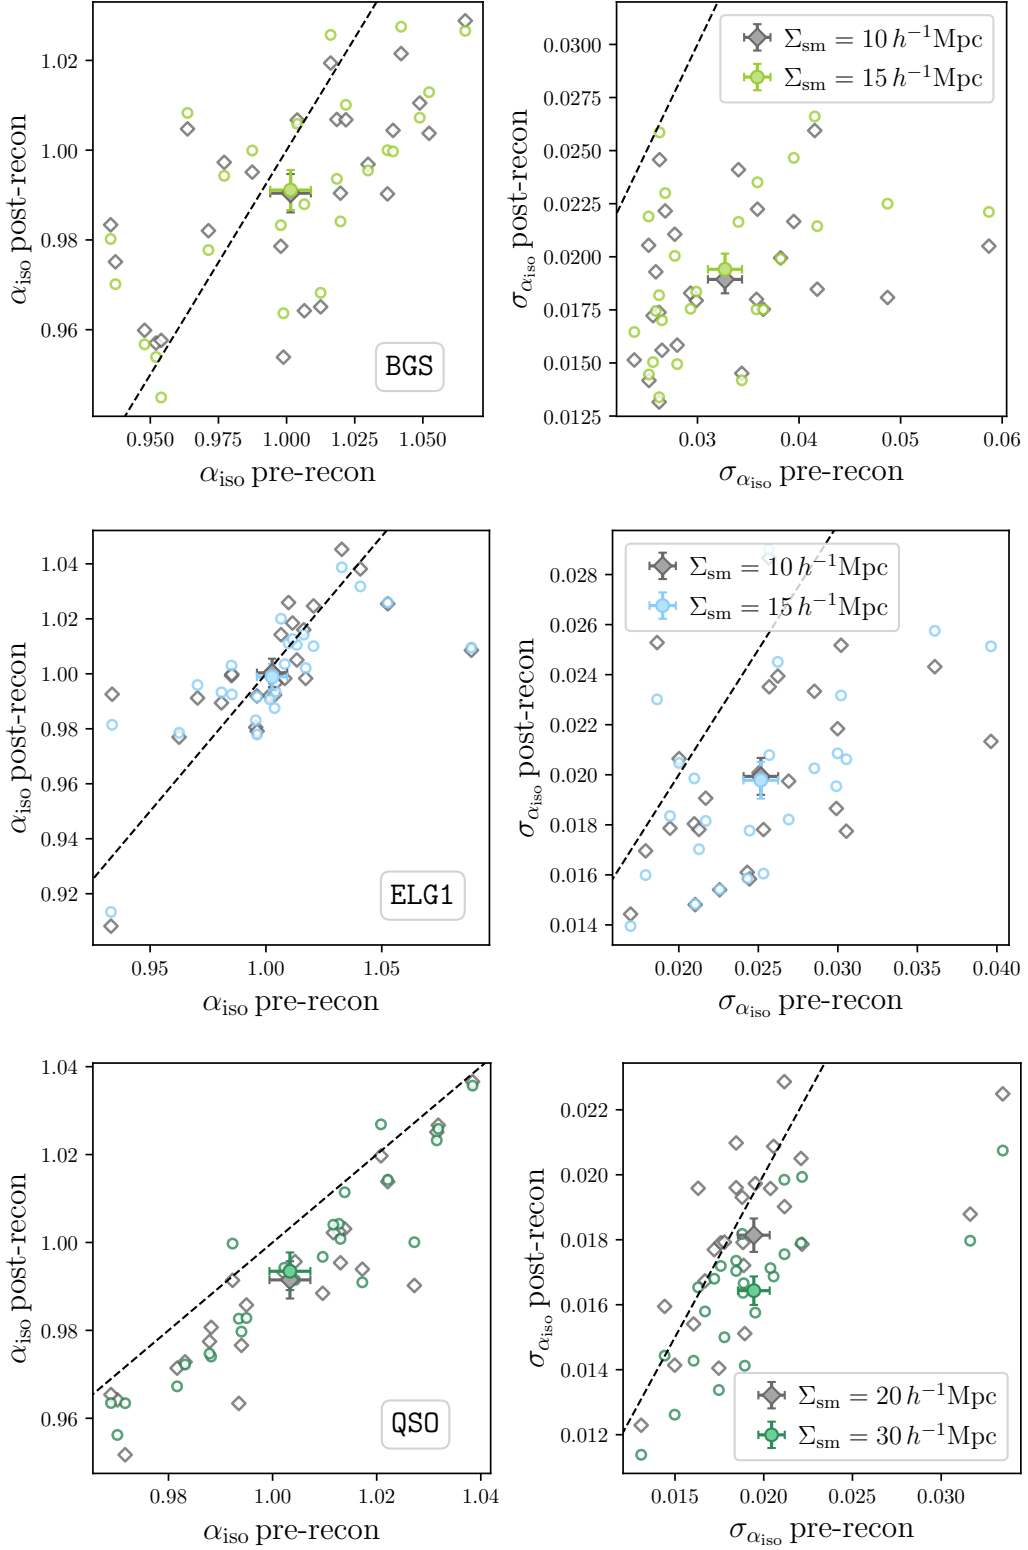 1.02
1.00
0.98
0.96
α_iso post-recon
0.950 0.975 1.000 1.025 1.050
α_iso pre-recon
BGS
0.0300
0.0275
0.0250
0.0225
0.0200
0.0175
0.0150
0.0125
σ_α_iso post-recon
Σ_sm = 10 h⁻¹Mpc
Σ_sm = 15 h⁻¹Mpc
0.03 0.04 0.05 0.06
σ_α_iso pre-recon
1.04
1.02
1.00
0.98
0.96
0.94
0.92
α_iso post-recon
ELG1
0.95 1.00 1.05
α_iso pre-recon
0.028
0.026
0.024
0.022
0.020
0.018
0.016
0.014
σ_α_iso post-recon
Σ_sm = 10 h⁻¹Mpc
Σ_sm = 15 h⁻¹Mpc
0.020 0.025 0.030 0.035 0.040
σ_α_iso pre-recon
1.04
1.02
1.00
0.98
0.96
α_iso post-recon
QSO
0.98 1.00 1.02 1.04
α_iso pre-recon
0.022
0.020
0.018
0.016
0.014
0.012
σ_α_iso post-recon
Σ_sm = 20 h⁻¹Mpc
Σ_sm = 30 h⁻¹Mpc
0.015 0.020 0.025 0.030
σ_α_iso pre-recon